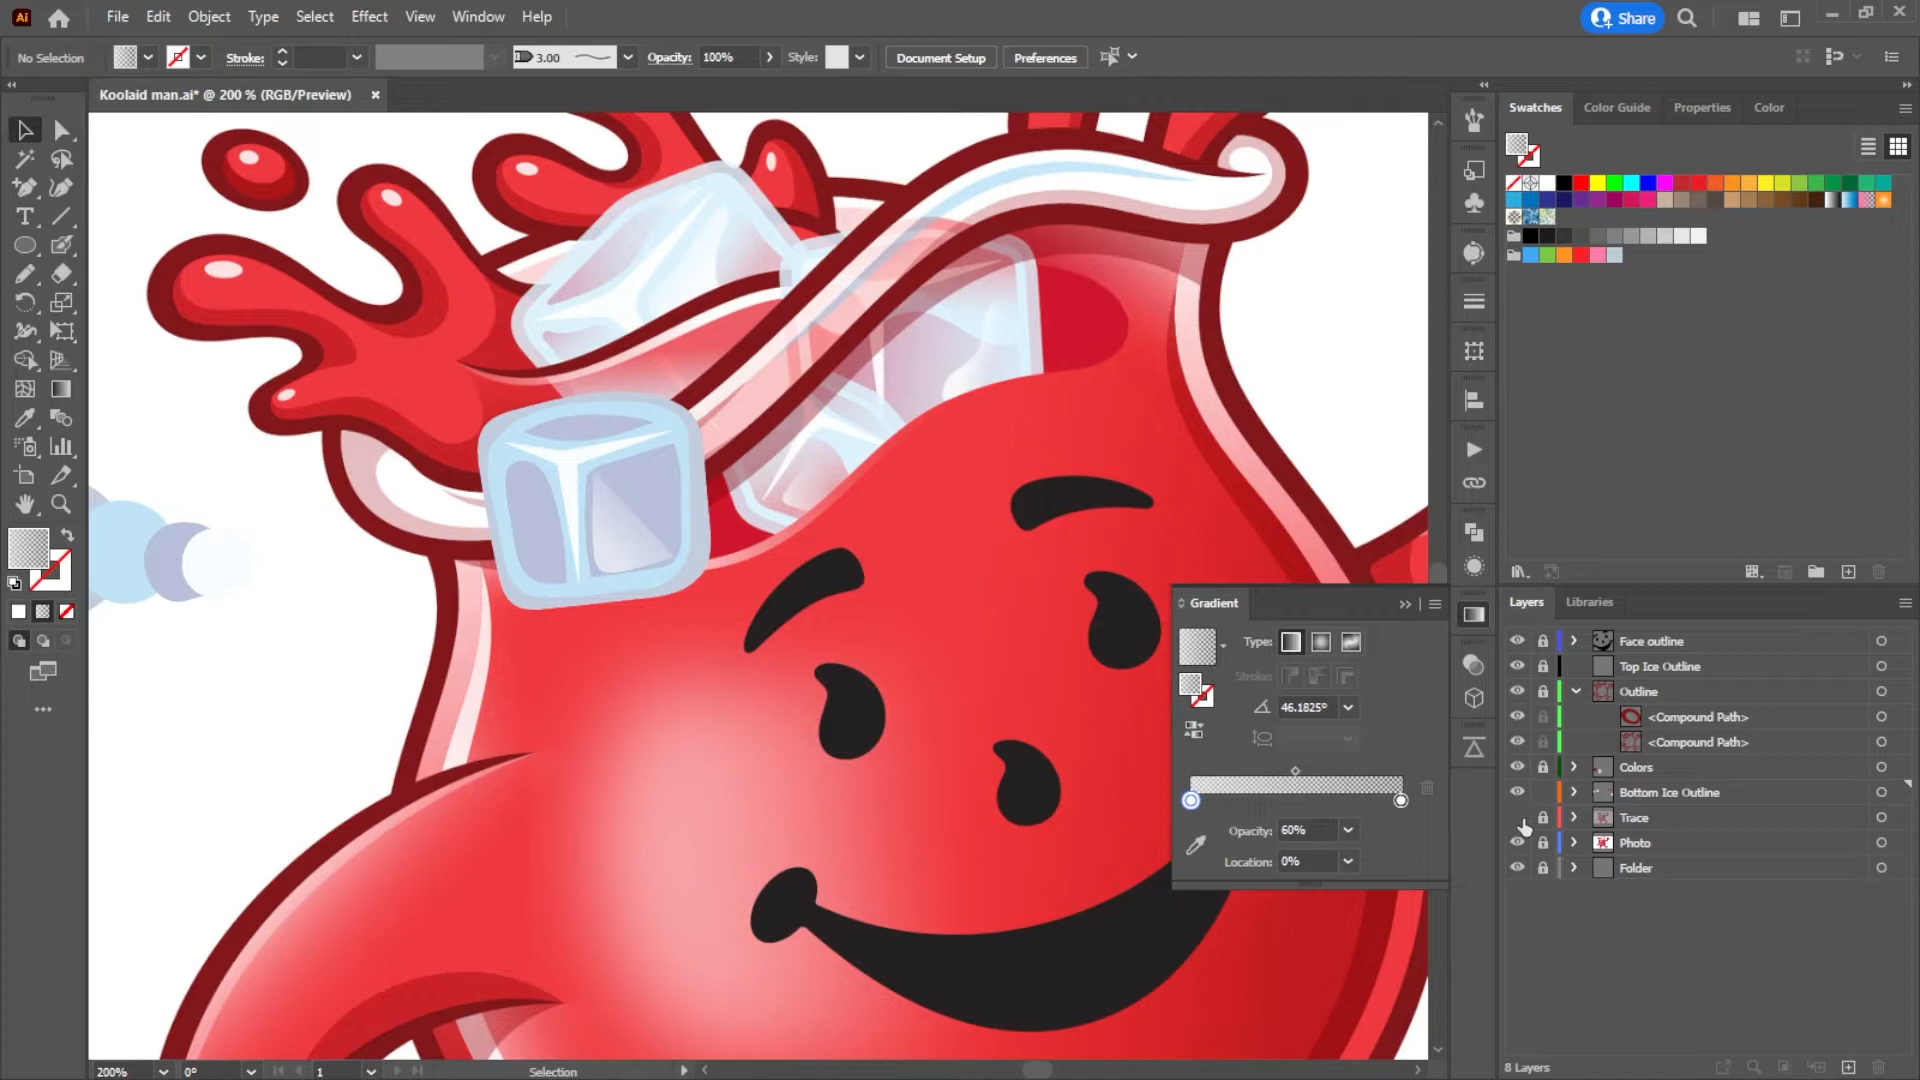 Ai File Edit Object Type Select Effect View Window Help Share
No Selection Stroke: 3.00 Opacity: 100% Style: Document Setup Preferences
Koolaid man.ai* @ 200 % (RGB/Preview) ×
Swatches Color Guide Properties Color
Gradient
Type:
Stroke:
46.1825°
Opacity: 60%
Location: 0%
Layers Libraries
Face outline
Top Ice Outline
Outline
<Compound Path>
<Compound Path>
Colors
Bottom Ice Outline
Trace
Photo
Folder
8 Layers
200% 0° 1 Selection